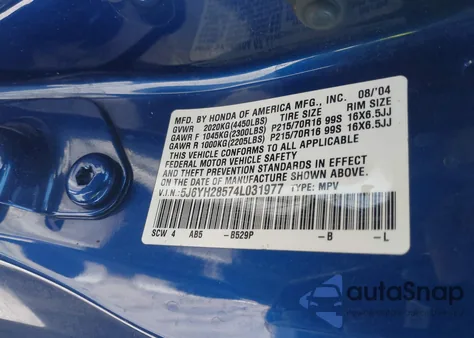 MFD. BY HONDA OF AMERICA MFG., INC. 08/'04
GVWR 2020KG(4450LBS) TIRE SIZE RIM SIZE
GAWR F 1045KG(2300LBS) P215/70R16 99S 16X6.5JJ
GAWR R 1000KG(2205LBS) P215/70R16 99S 16X6.5JJ
THIS VEHICLE CONFORMS TO ALL APPLICABLE
FEDERAL MOTOR VEHICLE SAFETY
AND THEFT PREVENTION STANDARDS IN EFFECT
ON THE DATE OF MANUFACTURE SHOWN ABOVE.
V.I.N.: 5J6YH28574L031977 TYPE: MPV
SCW 4 AB5 -B529P -B -L
autoSnap